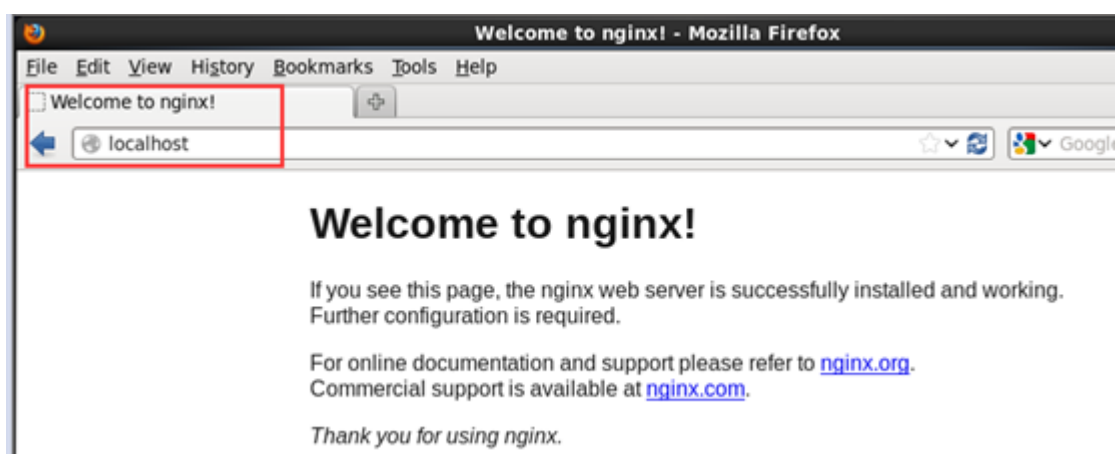 Welcome to nginx! - Mozilla Firefox
File Edit View History Bookmarks Tools Help
Welcome to nginx!
localhost
Google
Welcome to nginx!
If you see this page, the nginx web server is successfully installed and working.
Further configuration is required.
For online documentation and support please refer to nginx.org.
Commercial support is available at nginx.com.
Thank you for using nginx.